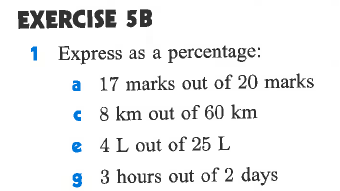 EXERCISE 5B
1 Express as a percentage:
a 17 marks out of 20 marks
c 8 km out of 60 km
e 4 L out of 25 L
g 3 hours out of 2 days